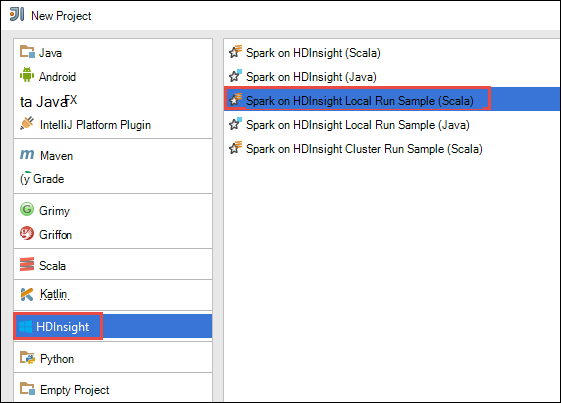 New Project
Java
Android
ta JavaFX
IntelliJ Platform Plugin
Maven
(y Grade
Grimy
Griffon
Scala
Katlin
HDInsight
Python
Empty Project
Spark on HDInsight (Scala)
Spark on HDInsight (Java)
Spark on HDInsight Local Run Sample (Scala)
Spark on HDInsight Local Run Sample (Java)
Spark on HDInsight Cluster Run Sample (Scala)